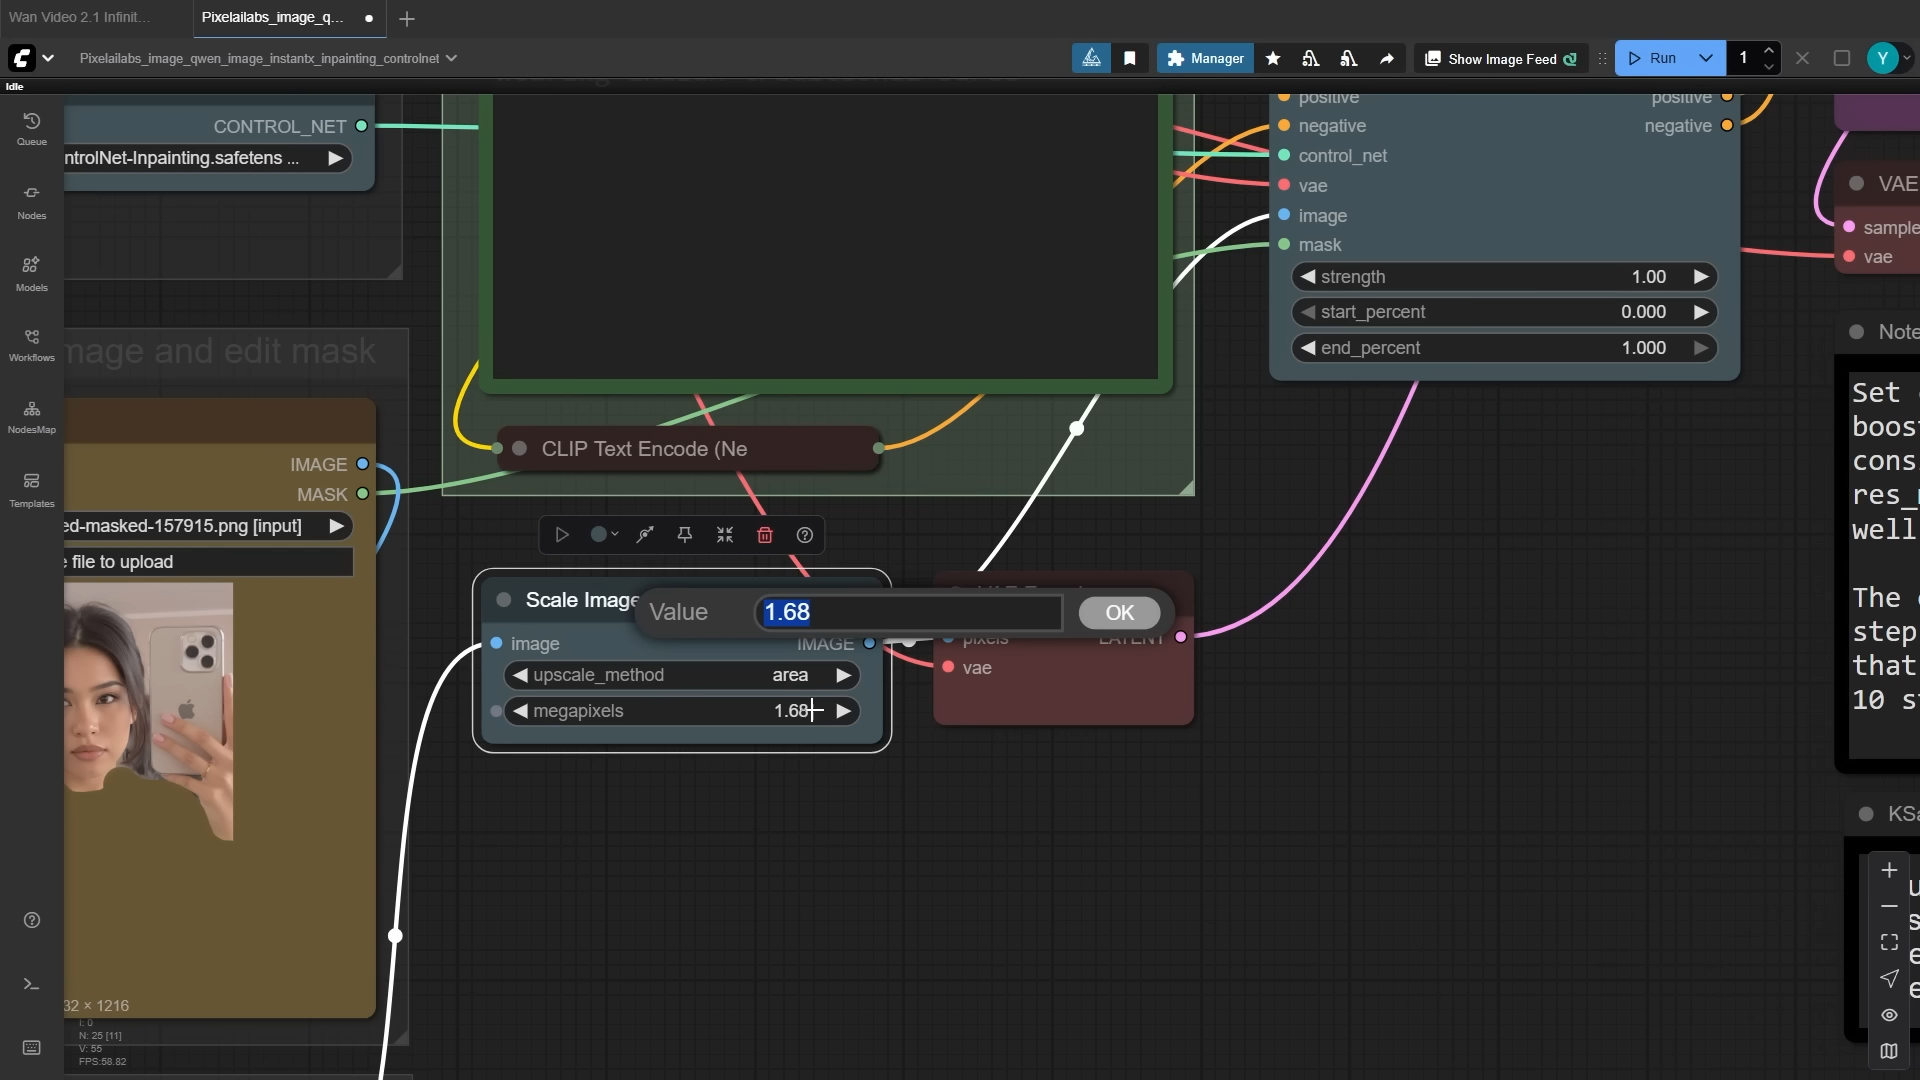 Wan Video 2.1 Infinit...
Pixelailabs_image_q...
Pixelailabs_image_qwen_image_instantx_inpainting_controlnet
Manager
Show Image Feed
Run
1
Y
Idle
Queue
Nodes
Models
Workflows
NodesMap
Templates
CONTROL_NET
ntrolNet-Inpainting.safetens ...
mage and edit mask
IMAGE
MASK
ed-masked-157915.png [input]
e file to upload
32 × 1216
I: 0
N: 25 [11]
V: 55
FPS:58.82
CLIP Text Encode (Ne
Scale Image
Value
1.68
OK
image
IMAGE
upscale_method
area
megapixels
1.68
pixels
LATENT
vae
positive
positive
negative
negative
control_net
vae
image
mask
strength
1.00
start_percent
0.000
end_percent
1.000
VAE
sample
vae
Note
Set
boos
cons
res_
well
The
step
that
10 s
KSa